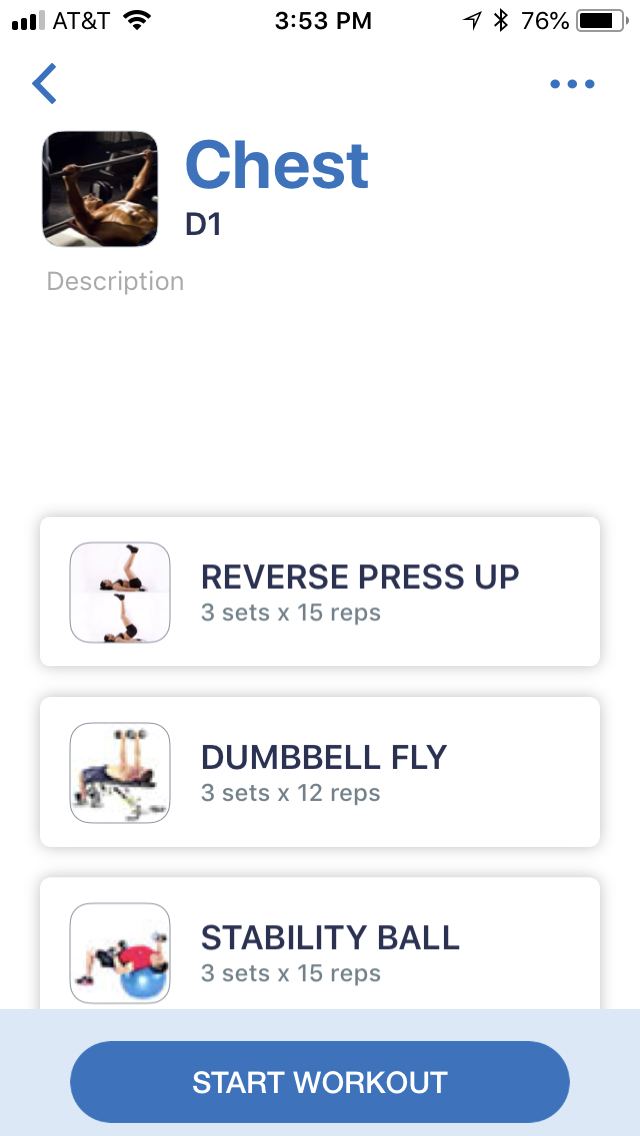 AT&T 3:53 PM 76%
Chest
D1
Description
REVERSE PRESS UP
3 sets x 15 reps
DUMBBELL FLY
3 sets x 12 reps
STABILITY BALL
3 sets x 15 reps
START WORKOUT